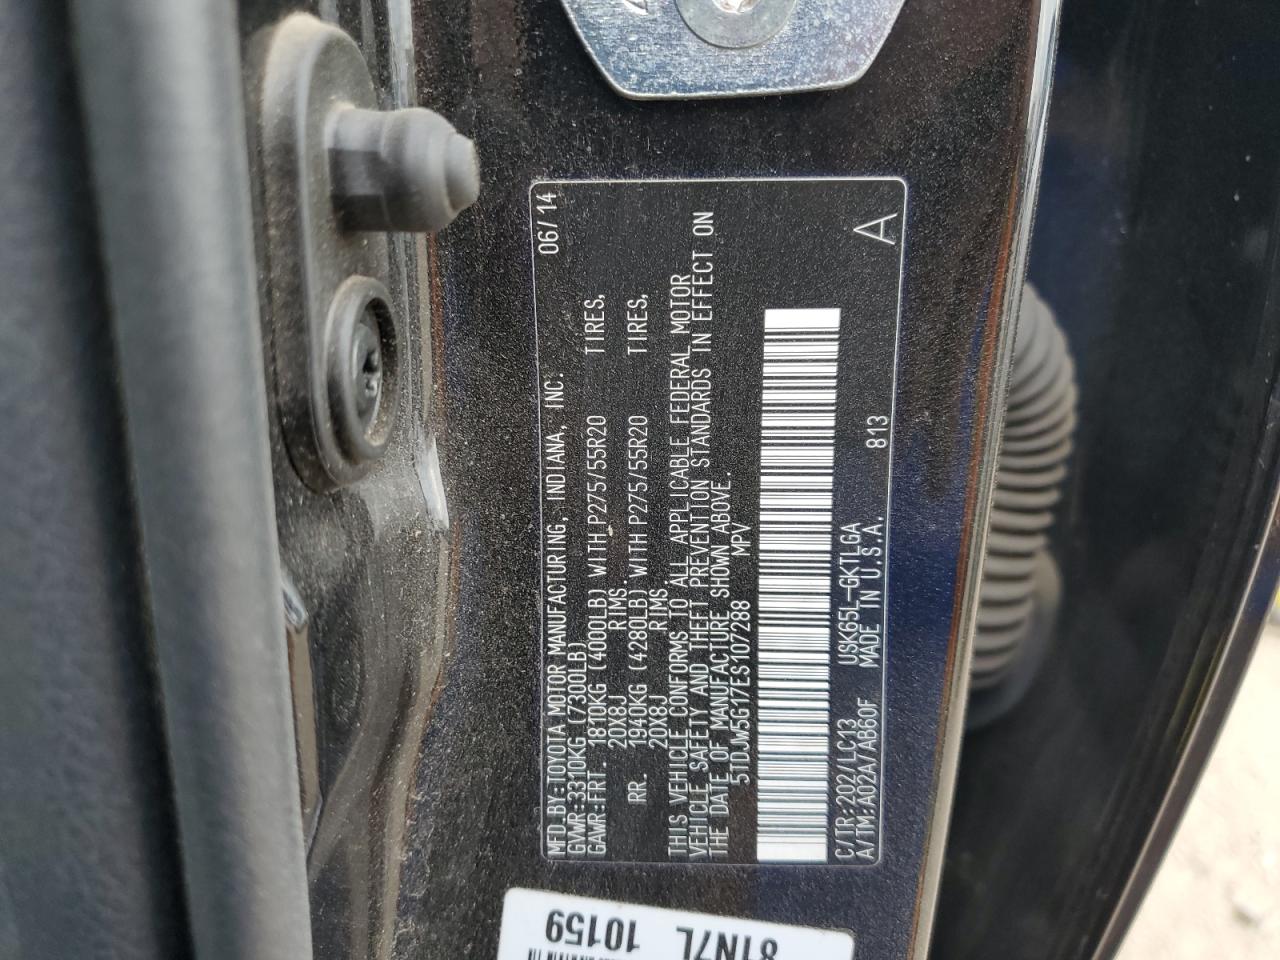 MFD.BY:TOYOTA MOTOR MANUFACTURING, INDIANA, INC. 06/14
GVWR:3310KG(7300LB)
GAWR:FRT. 1810KG (4000LB) WITH P275/55R20 TIRES.
20X8J RIMS.
RR. 1940KG (4280LB) WITH P275/55R20 TIRES.
20X8J RIMS.
THIS VEHICLE CONFORMS TO ALL APPLICABLE FEDERAL MOTOR
VEHICLE SAFETY AND THEFT PREVENTION STANDARDS IN EFFECT ON
THE DATE OF MANUFACTURE SHOWN ABOVE.
5TDJW5G17ES107288 MPV
C/TR:202/LC13 USK65L-GKTLGA 813 A
A/TM:A02A/AB60F MADE IN U.S.A.
81N7L
10159